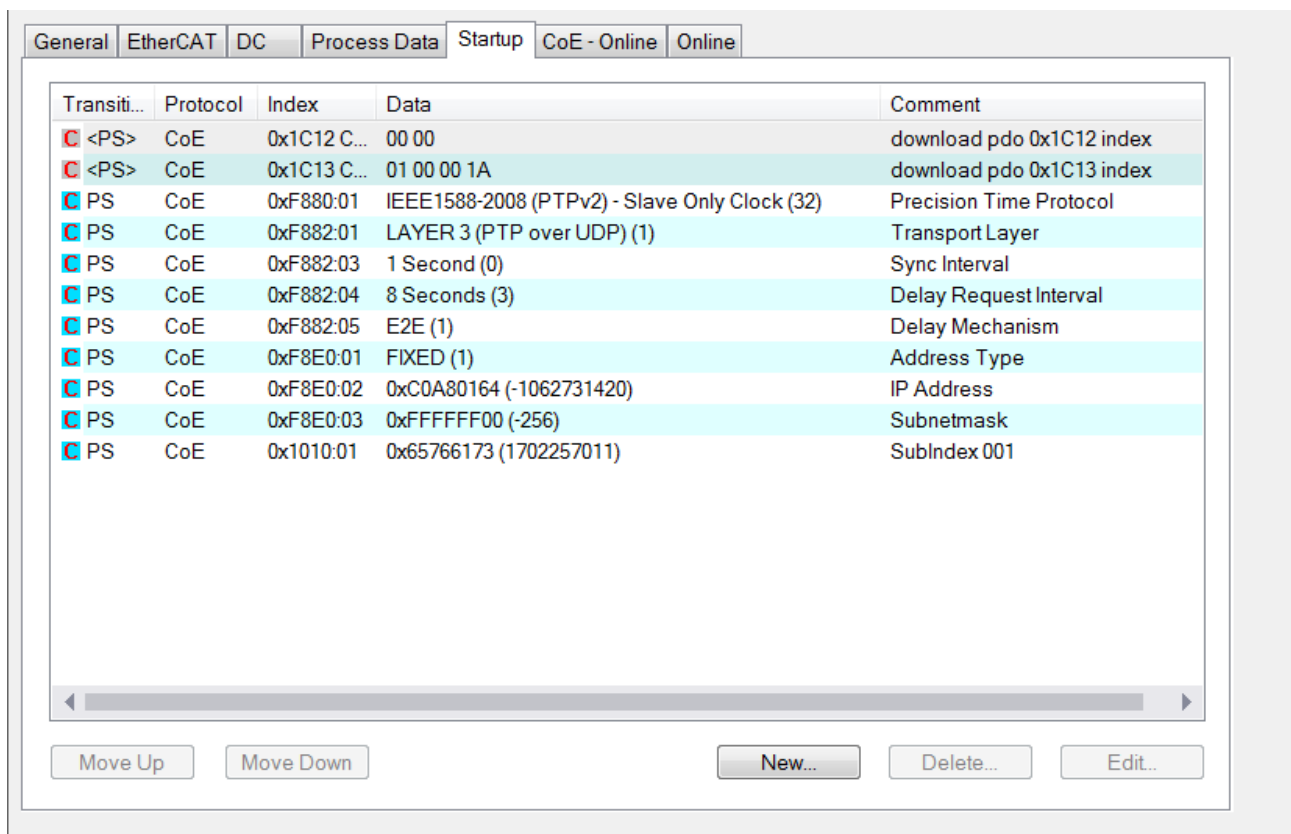 General EtherCAT DC Process Data Startup CoE - Online Online
Transiti... Protocol Index Data Comment
C <PS> CoE 0x1C12 C... 00 00 download pdo 0x1C12 index
C <PS> CoE 0x1C13 C... 01 00 00 1A download pdo 0x1C13 index
C PS CoE 0xF880:01 IEEE1588-2008 (PTPv2) - Slave Only Clock (32) Precision Time Protocol
C PS CoE 0xF882:01 LAYER 3 (PTP over UDP) (1) Transport Layer
C PS CoE 0xF882:03 1 Second (0) Sync Interval
C PS CoE 0xF882:04 8 Seconds (3) Delay Request Interval
C PS CoE 0xF882:05 E2E (1) Delay Mechanism
C PS CoE 0xF8E0:01 FIXED (1) Address Type
C PS CoE 0xF8E0:02 0xC0A80164 (-1062731420) IP Address
C PS CoE 0xF8E0:03 0xFFFFFF00 (-256) Subnetmask
C PS CoE 0x1010:01 0x65766173 (1702257011) SubIndex 001
Move Up Move Down New... Delete... Edit...